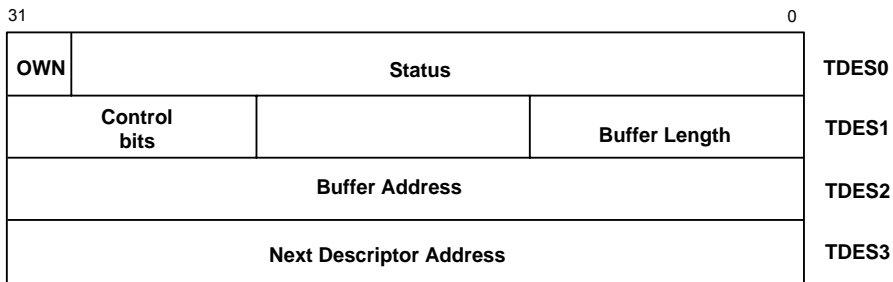 31 0
OWN Status TDES0
Control
bits Buffer Length TDES1
Buffer Address TDES2
Next Descriptor Address TDES3